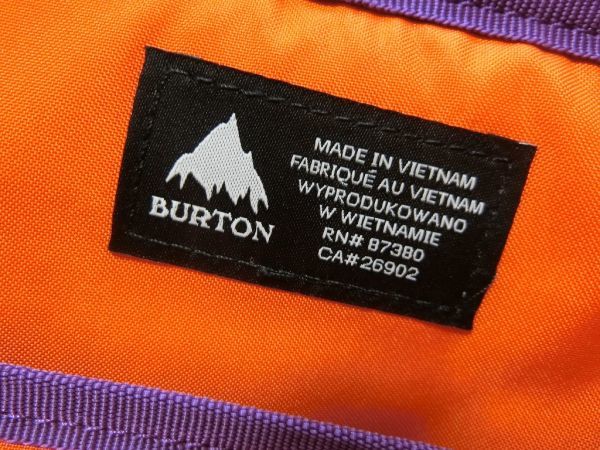 BURTON
MADE IN VIETNAM
FABRIQUÉ AU VIETNAM
WYPRODUKOWANO
W WIETNAMIE
RN# 87380
CA#26902